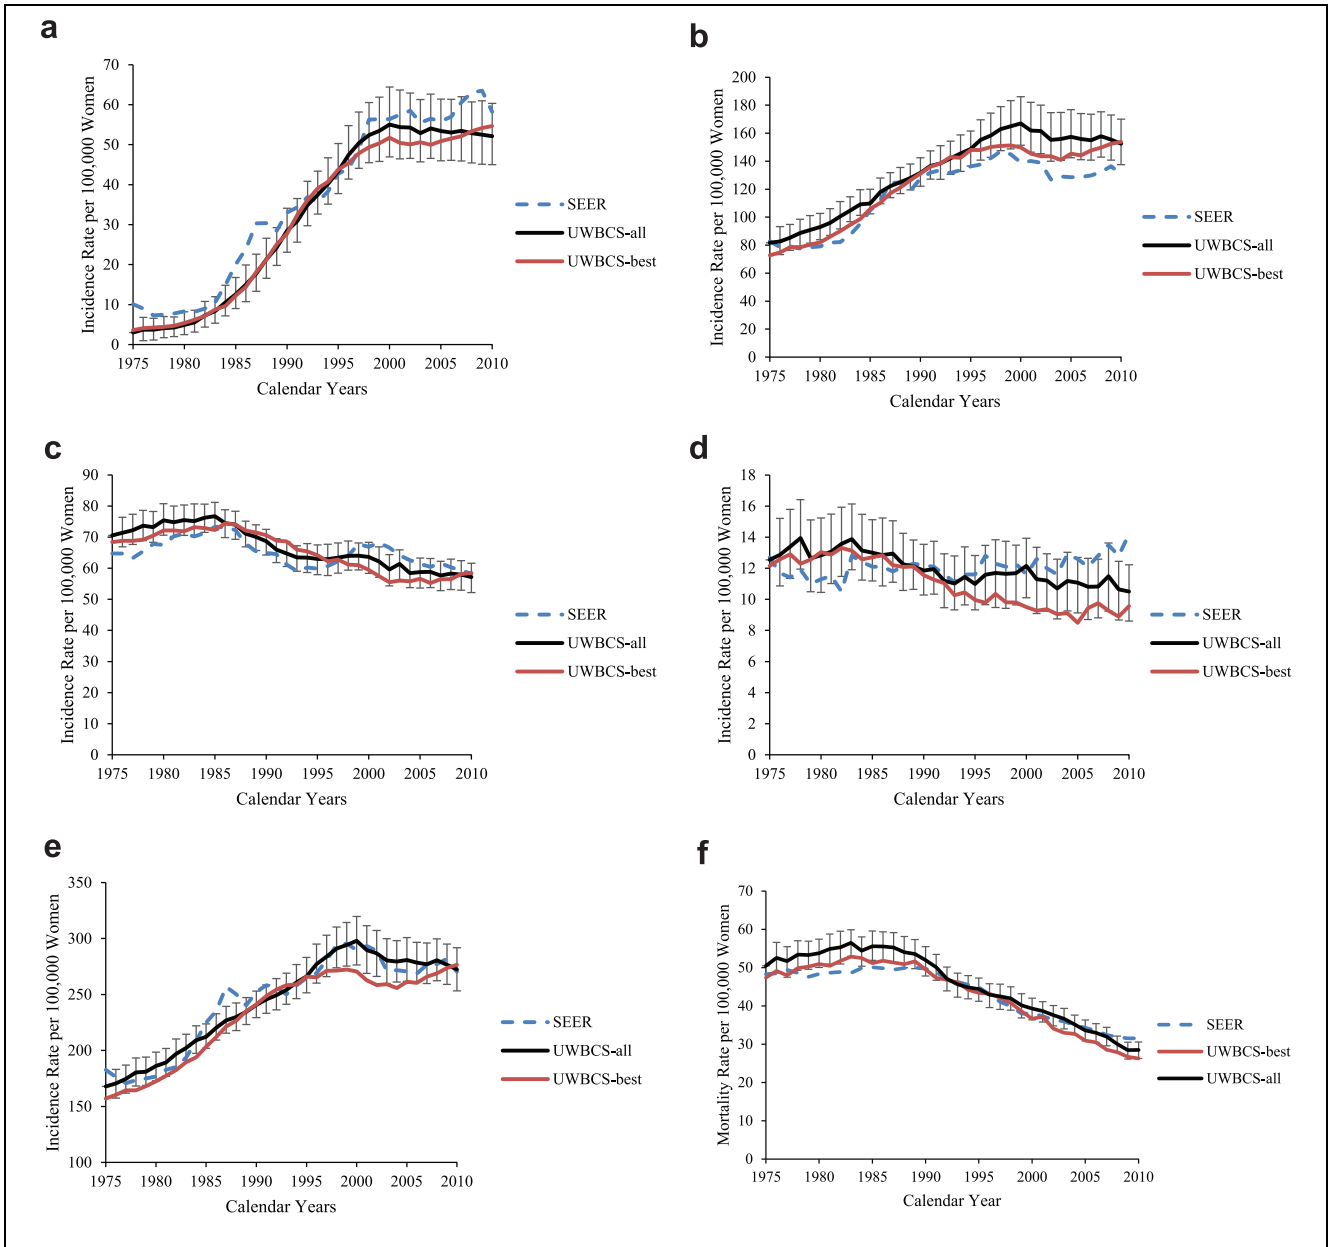 a
Incidence Rate per 100,000 Women
70
60
50
40
30
20
10
0
1975 1980 1985 1990 1995 2000 2005 2010
Calendar Years
SEER
UWBCS-all
UWBCS-best
b
Incidence Rate per 100,000 Women
200
180
160
140
120
100
80
60
40
20
0
1975 1980 1985 1990 1995 2000 2005 2010
Calendar Years
SEER
UWBCS-all
UWBCS-best
c
Incidence Rate per 100,000 Women
90
80
70
60
50
40
30
20
10
0
1975 1980 1985 1990 1995 2000 2005 2010
Calendar Years
SEER
UWBCS-all
UWBCS-best
d
Incidence Rate per 100,000 Women
18
16
14
12
10
8
6
4
2
0
1975 1980 1985 1990 1995 2000 2005 2010
Calendar Years
SEER
UWBCS-all
UWBCS-best
e
Incidence Rate per 100,000 Women
350
300
250
200
150
100
1975 1980 1985 1990 1995 2000 2005 2010
Calendar Years
SEER
UWBCS-all
UWBCS-best
f
Mortality Rate per 100,000 Women
70
60
50
40
30
20
10
0
1975 1980 1985 1990 1995 2000 2005 2010
Calendar Year
SEER
UWBCS-best
UWBCS-all